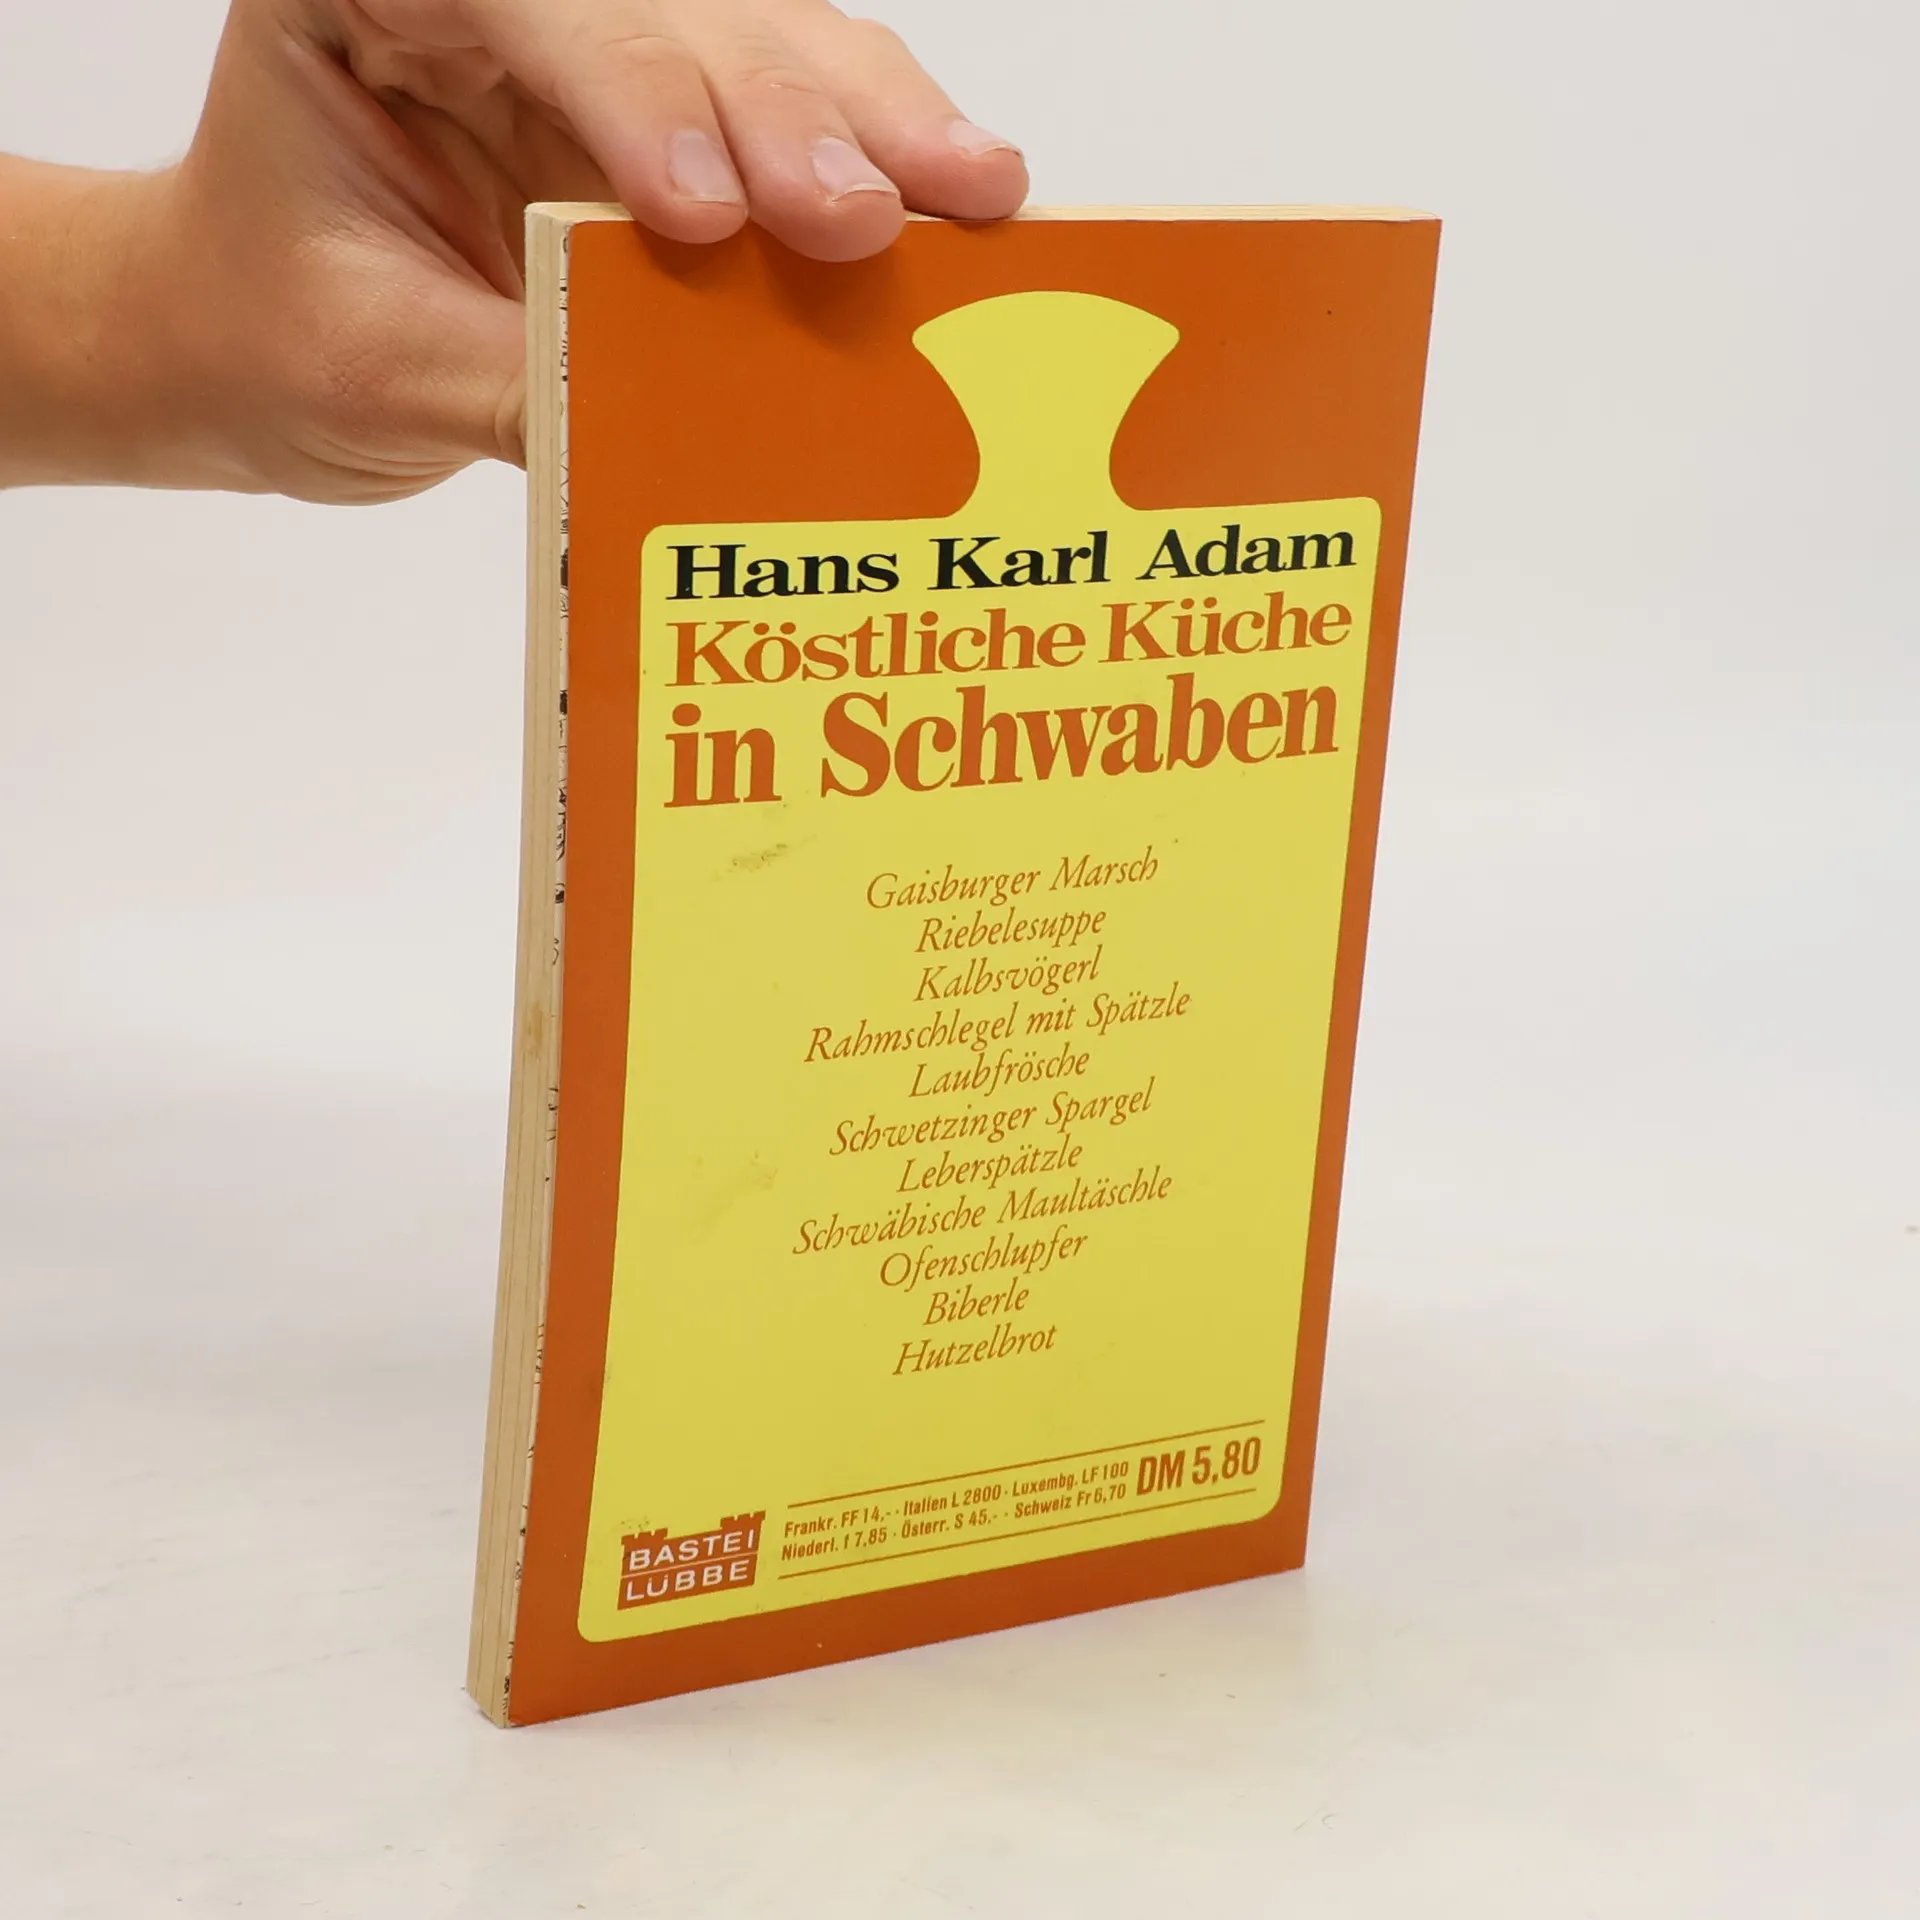 Hans Karl Adam
Köstliche Küche
in Schwaben
Gaisburger Marsch
Riebelesuppe
Kalbsvögerl
Rahmschlegel mit Spätzle
Laubfrösche
Schwetzinger Spargel
Leberspätzle
Schwäbische Maultäschle
Ofenschlupfer
Biberle
Hutzelbrot
BASTEI
LÜBBE
Frankr. FF 14,- · Italien L 2800 · Luxembg. LF 100
Niederl. f 7,85 · Österr. S 45,- · Schweiz Fr 6,70
DM 5,80